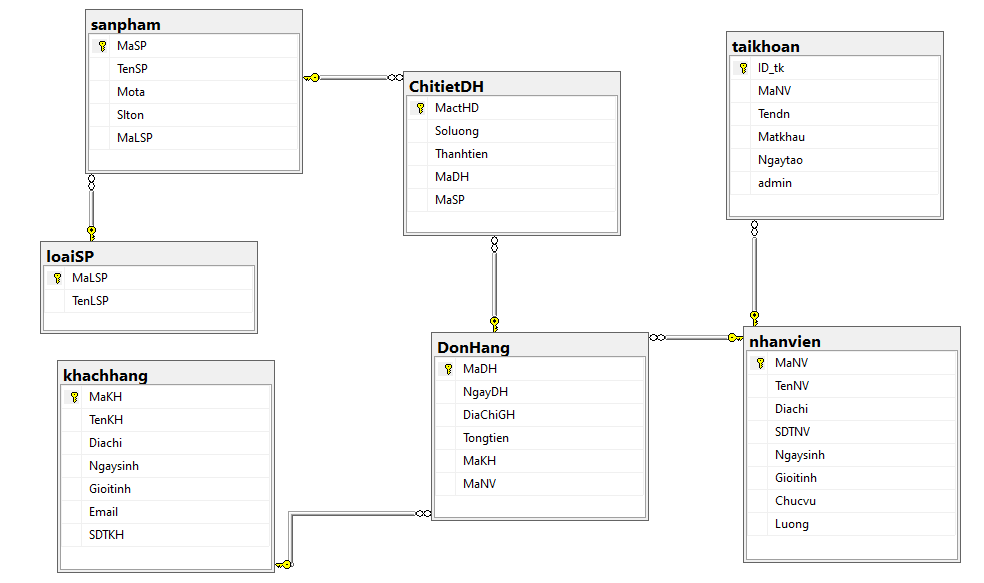 sanpham
MaSP
TenSP
Mota
Slton
MaLSP
ChitietDH
MactHD
Soluong
Thanhtien
MaDH
MaSP
taikhoan
ID_tk
MaNV
Tendn
Matkhau
Ngaytao
admin
loaiSP
MaLSP
TenLSP
khachhang
MaKH
TenKH
Diachi
Ngaysinh
Gioitinh
Email
SDTKH
DonHang
MaDH
NgayDH
DiaChiGH
Tongtien
MaKH
MaNV
nhanvien
MaNV
TenNV
Diachi
SDTNV
Ngaysinh
Gioitinh
Chucvu
Luong